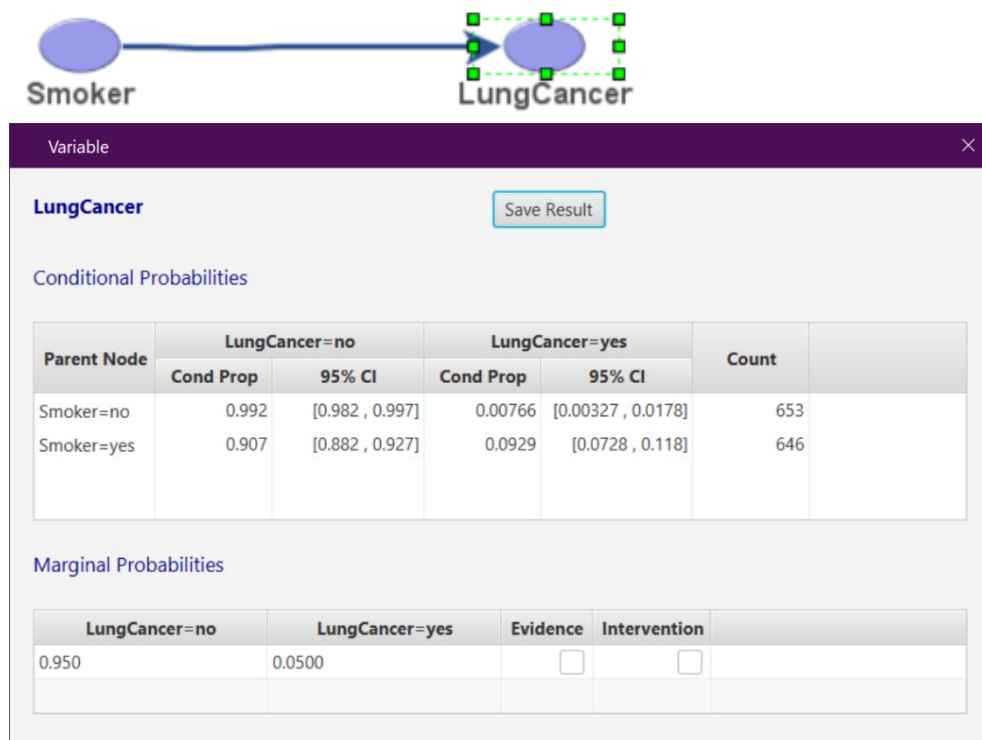 Smoker LungCancer
Variable
LungCancer Save Result
Conditional Probabilities
Parent Node LungCancer=no LungCancer=yes Count
Cond Prop 95% CI Cond Prop 95% CI
Smoker=no 0.992 [0.982 , 0.997] 0.00766 [0.00327 , 0.0178] 653
Smoker=yes 0.907 [0.882 , 0.927] 0.0929 [0.0728 , 0.118] 646
Marginal Probabilities
LungCancer=no LungCancer=yes Evidence Intervention
0.950 0.0500